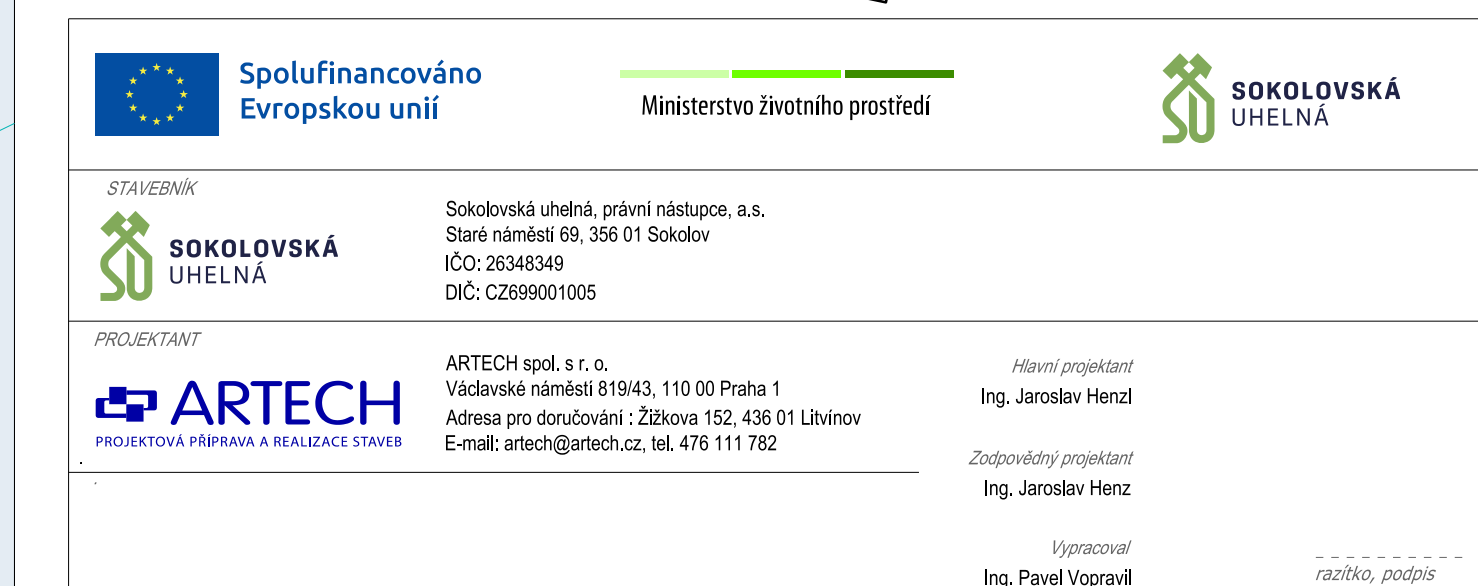 Spolufinancováno
Evropskou unií
Ministerstvo životního prostředí
SOKOLOVSKÁ
UHELNÁ
STAVEBNÍK
SOKOLOVSKÁ
UHELNÁ
Sokolovská uhelná, právní nástupce, a.s.
Staré náměstí 69, 356 01 Sokolov
IČO: 26348349
DIČ: CZ699001005
PROJEKTANT
ARTECH
PROJEKTOVÁ PŘÍPRAVA A REALIZACE STAVEB
ARTECH spol. s r. o.
Václavské náměstí 819/43, 110 00 Praha 1
Adresa pro doručování : Žižkova 152, 436 01 Litvínov
E-mail: artech@artech.cz, tel. 476 111 782
Hlavní projektant
Ing. Jaroslav Henzl
Zodpovědný projektant
Ing. Jaroslav Henz
Vypracoval
Ing. Pavel Vopravil
razítko, podpis